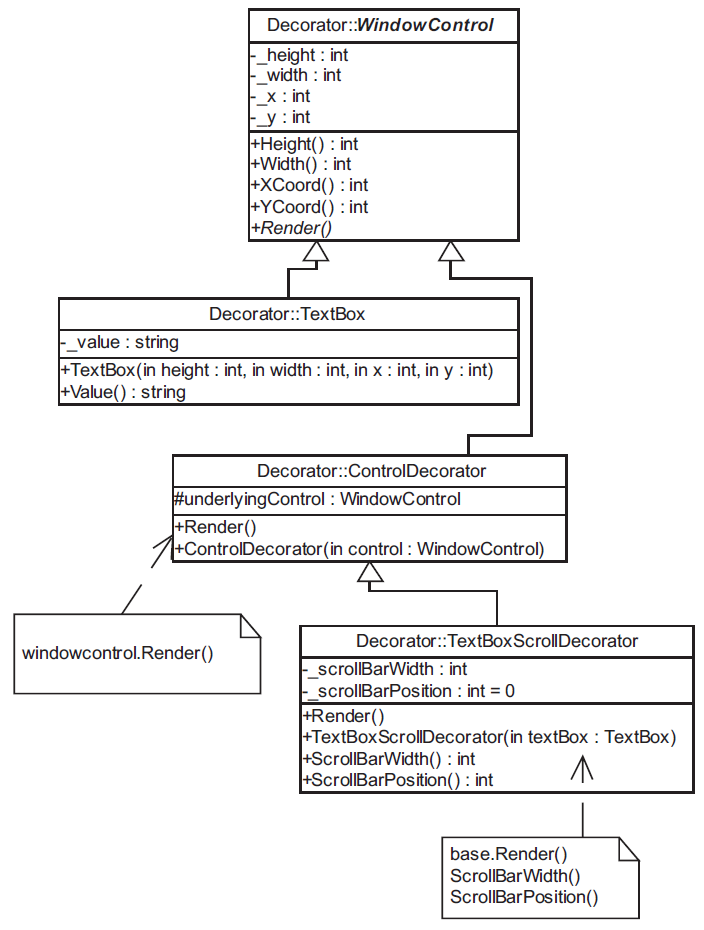 Decorator::WindowControl
-_height : int
-_width : int
-_x : int
-_y : int
+Height() : int
+Width() : int
+XCoord() : int
+YCoord() : int
+Render()
Decorator::TextBox
-_value : string
+TextBox(in height : int, in width : int, in x : int, in y : int)
+Value() : string
Decorator::ControlDecorator
#underlyingControl : WindowControl
+Render()
+ControlDecorator(in control : WindowControl)
windowcontrol.Render()
Decorator::TextBoxScrollDecorator
-_scrollBarWidth : int
-_scrollBarPosition : int = 0
+Render()
+TextBoxScrollDecorator(in textBox : TextBox)
+ScrollBarWidth() : int
+ScrollBarPosition() : int
base.Render()
ScrollBarWidth()
ScrollBarPosition()